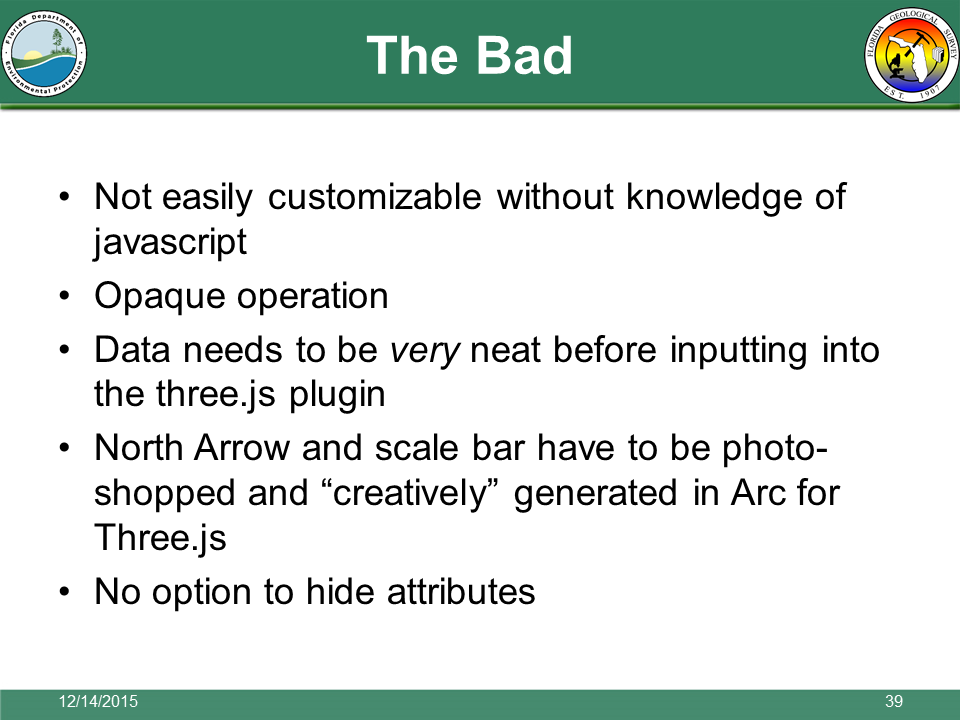 Florida Department of
Environmental Protection
The Bad
FLORIDA GEOLOGICAL SURVEY
EST. 1907
• Not easily customizable without knowledge of
javascript
• Opaque operation
• Data needs to be very neat before inputting into
the three.js plugin
• North Arrow and scale bar have to be photo-
shopped and “creatively” generated in Arc for
Three.js
• No option to hide attributes
12/14/2015
39